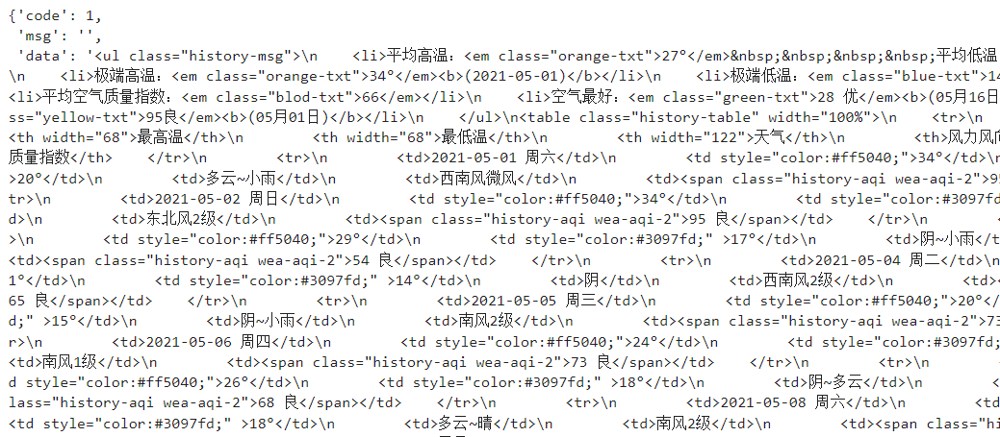 {'code': 1,
'msg': '',
'data': '<ul class="history-msg">\n    <li>平均高温：<em class="orange-txt">27°</em>&nbsp;&nbsp;&nbsp;&nbsp;平均低温
\n    <li>极端高温：<em class="orange-txt">34°</em><b>(2021-05-01)</b></li>\n    <li>极端低温：<em class="blue-txt">14
<li>平均空气质量指数：<em class="blod-txt">66</em></li>\n    <li>空气最好：<em class="green-txt">28 优</em><b>(05月16日
ss="yellow-txt">95良</em><b>(05月01日)</b></li>\n    </ul>\n<table class="history-table" width="100%">\n    <tr>\n
<th width="68">最高温</th>\n        <th width="68">最低温</th>\n        <th width="122">天气</th>\n        <th>风力风向
质量指数</th>    </tr>\n        <tr>\n        <td>2021-05-01 周六</td>\n        <td style="color:#ff5040;">34°</td>\n
>20°</td>\n        <td>多云~小雨</td>\n        <td>西南风微风</td>\n        <td><span class="history-aqi wea-aqi-2">95
tr>\n        <td>2021-05-02 周日</td>\n        <td style="color:#ff5040;">34°</td>\n        <td style="color:#3097fd;
d>\n        <td>东北风2级</td>\n        <td><span class="history-aqi wea-aqi-2">95 良</span></td>    </tr>\n        <
>\n        <td style="color:#ff5040;">29°</td>\n        <td style="color:#3097fd;" >17°</td>\n        <td>阴~小雨</t
<td><span class="history-aqi wea-aqi-2">54 良</span></td>    </tr>\n        <tr>\n        <td>2021-05-04 周二</td>\n
1°</td>\n        <td style="color:#3097fd;" >14°</td>\n        <td>阴</td>\n        <td>西南风2级</td>\n        <td><
65 良</span></td>    </tr>\n        <tr>\n        <td>2021-05-05 周三</td>\n        <td style="color:#ff5040;">20°</
d;" >15°</td>\n        <td>阴~小雨</td>\n        <td>南风2级</td>\n        <td><span class="history-aqi wea-aqi-2">73
r>\n        <td>2021-05-06 周四</td>\n        <td style="color:#ff5040;">24°</td>\n        <td style="color:#3097fd;
<td>南风1级</td>\n        <td><span class="history-aqi wea-aqi-2">73 良</span></td>    </tr>\n        <tr>\n        <
d style="color:#ff5040;">26°</td>\n        <td style="color:#3097fd;" >18°</td>\n        <td>阴~多云</td>\n
lass="history-aqi wea-aqi-2">68 良</span></td>    </tr>\n        <tr>\n        <td>2021-05-08 周六</td>\n        <td
<td style="color:#3097fd;" >18°</td>\n        <td>多云~晴</td>\n        <td>南风2级</td>\n        <td><span class="hi